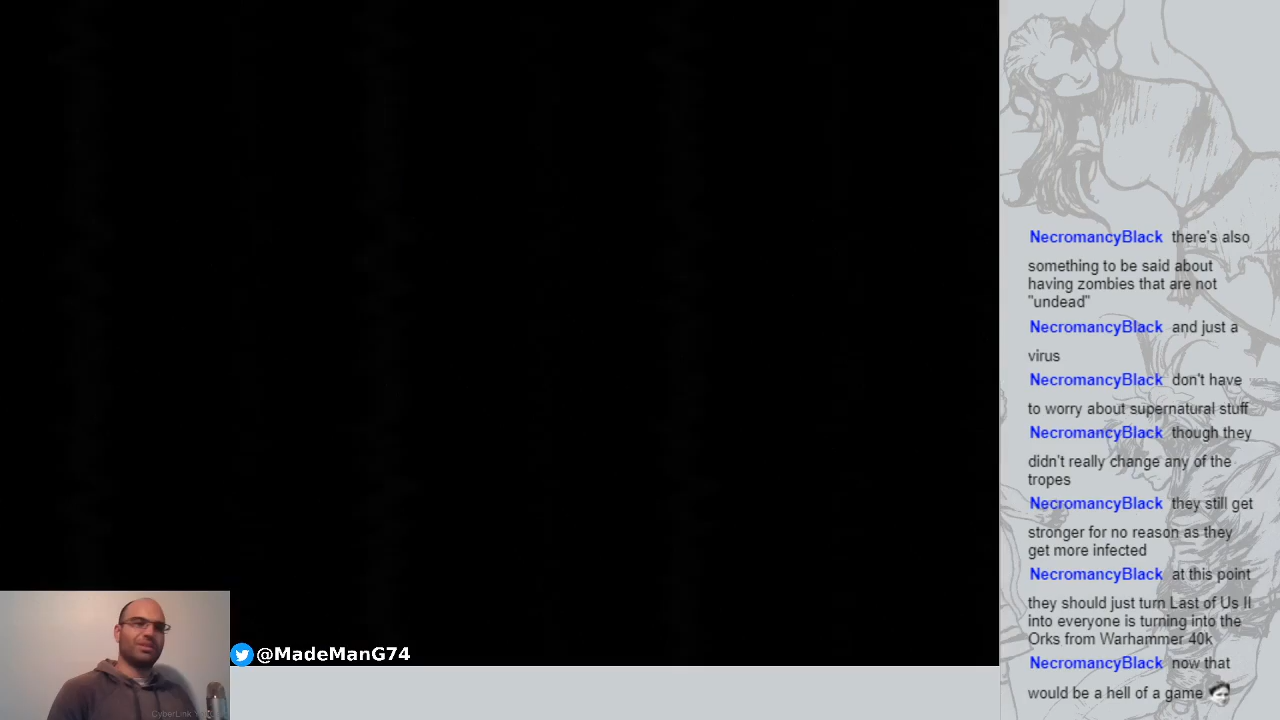 NecromancyBlack there's also
something to be said about
having zombies that are not
"undead"
NecromancyBlack and just a
virus
NecromancyBlack don't have
to worry about supernatural stuff
NecromancyBlack though they
didn't really change any of the
tropes
NecromancyBlack they still get
stronger for no reason as they
get more infected
NecromancyBlack at this point
they should just turn Last of Us II
into everyone is turning into the
Orks from Warhammer 40k
NecromancyBlack now that
would be a hell of a game
@MadeManG74
CyberLink